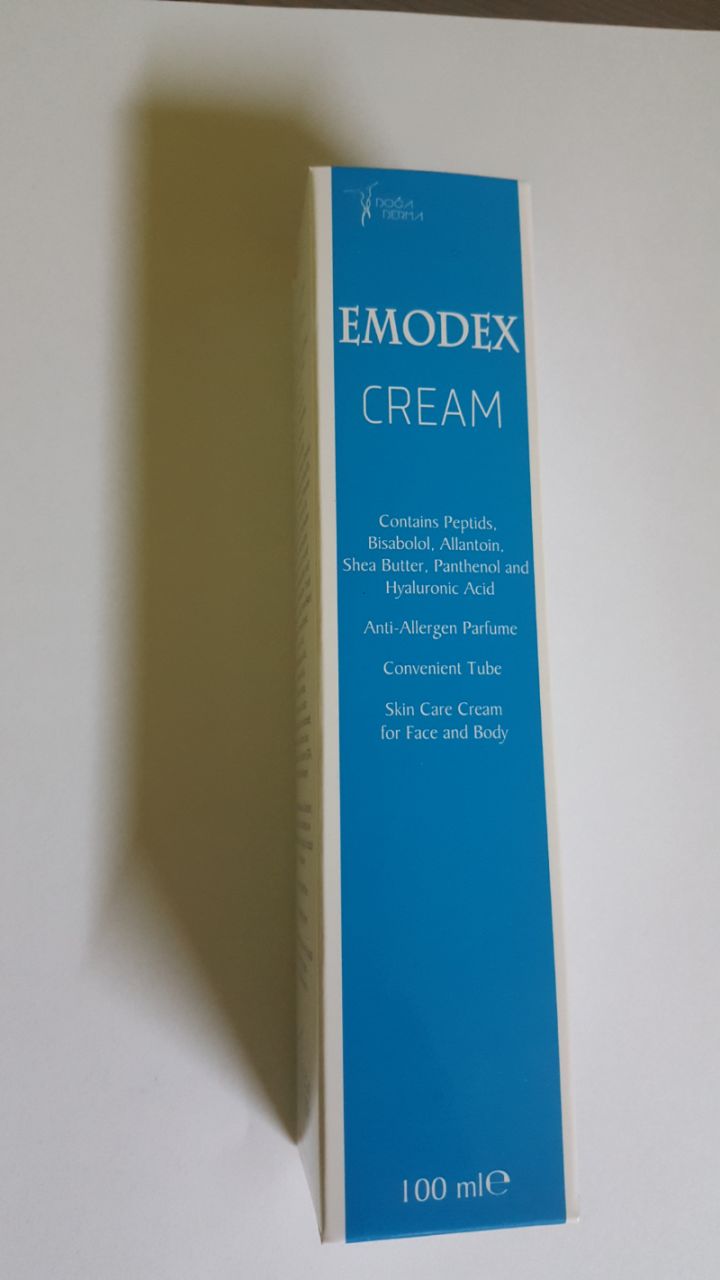 DOĞA
DERMA
EMODEX
CREAM
Contains Peptids,
Bisabolol, Allantoin,
Shea Butter, Panthenol and
Hyaluronic Acid
Anti-Allergen Parfume
Convenient Tube
Skin Care Cream
for Face and Body
100 ml℮